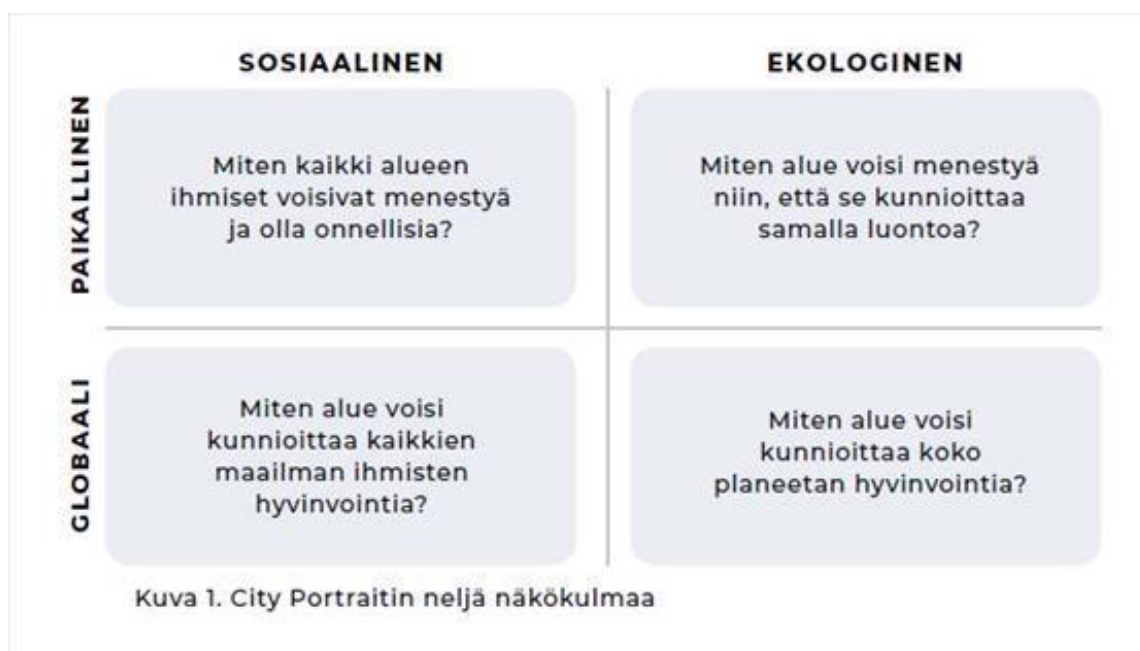 SOSIAALINEN
EKOLOGINEN
PAIKALLINEN
Miten kaikki alueen
ihmiset voisivat menestyä
ja olla onnellisia?
Miten alue voisi menestyä
niin, että se kunnioittaa
samalla luontoa?
GLOBAALI
Miten alue voisi
kunnioittaa kaikkien
maailman ihmisten
hyvinvointia?
Miten alue voisi
kunnioittaa koko
planeetan hyvinvointia?
Kuva 1. City Portraitin neljä näkökulmaa